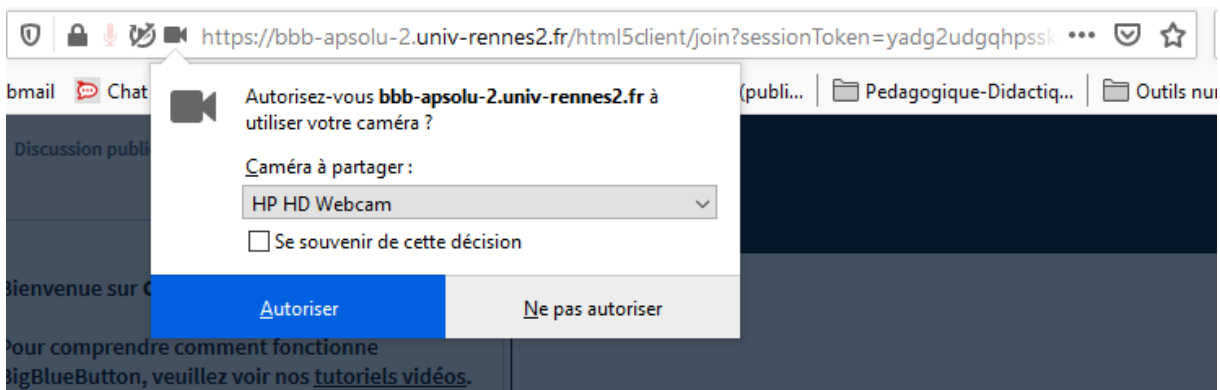 https://bbb-apsolu-2.univ-rennes2.fr/html5client/join?sessionToken=yadg2udgqhpssk
bmail Chat (publi... Pedagogique-Didactiq... Outils nur
Autorisez-vous bbb-apsolu-2.univ-rennes2.fr à
utiliser votre caméra ?
Discussion publi
Caméra à partager :
HP HD Webcam
Se souvenir de cette décision
Bienvenue sur
Autoriser Ne pas autoriser
Pour comprendre comment fonctionne
BigBlueButton, veuillez voir nos tutoriels vidéos.